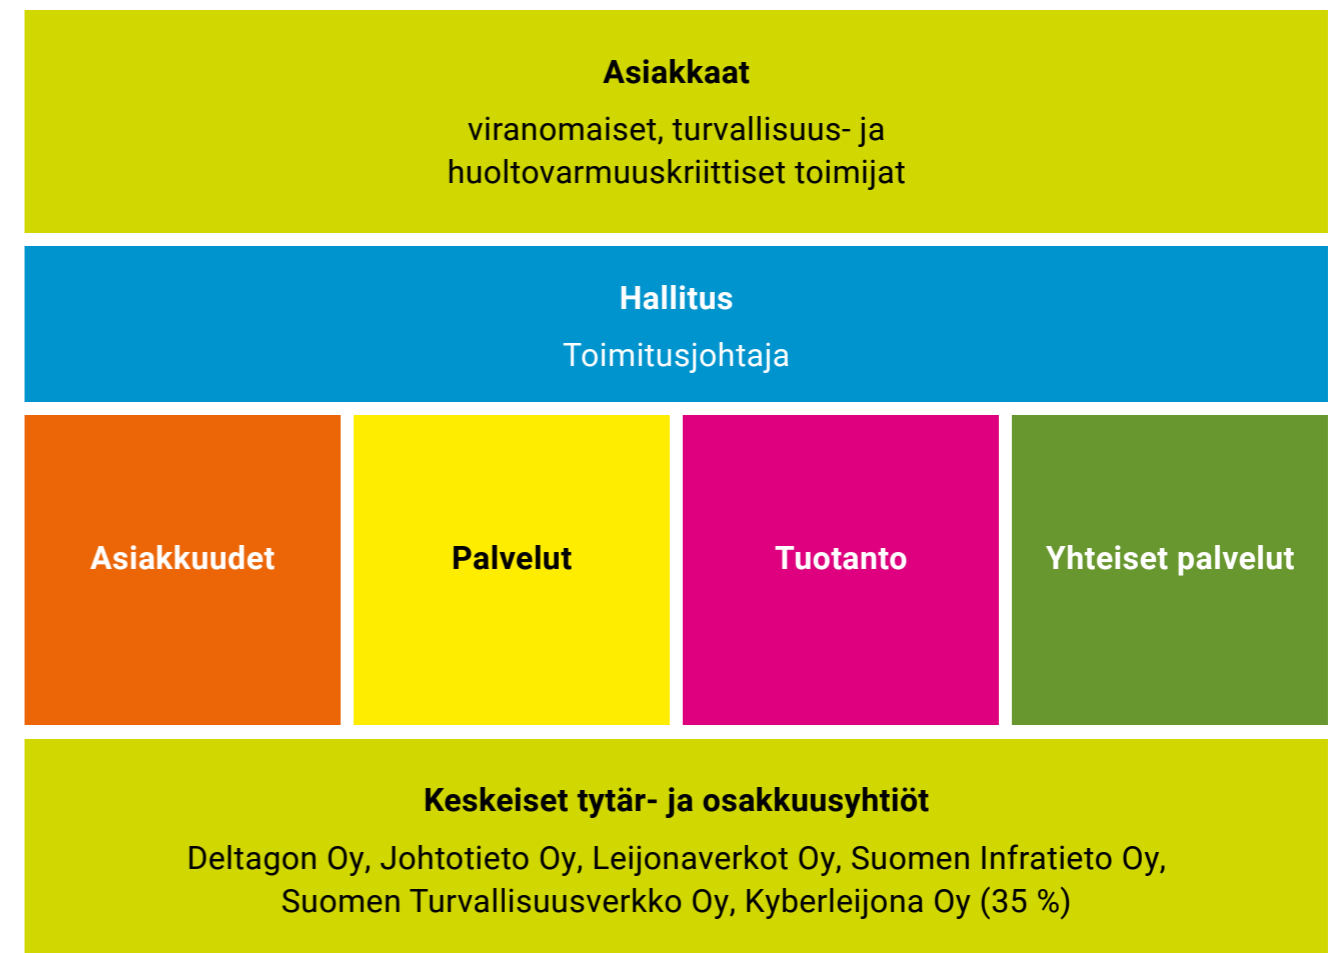 Asiakkaat
viranomaiset, turvallisuus- ja
huoltovarmuuskriittiset toimijat
Hallitus
Toimitusjohtaja
Asiakkuudet
Palvelut
Tuotanto
Yhteiset palvelut
Keskeiset tytär- ja osakkuusyhtiöt
Deltagon Oy, Johtotieto Oy, Leijonaverkot Oy, Suomen Infratieto Oy,
Suomen Turvallisuusverkko Oy, Kyberleijona Oy (35 %)